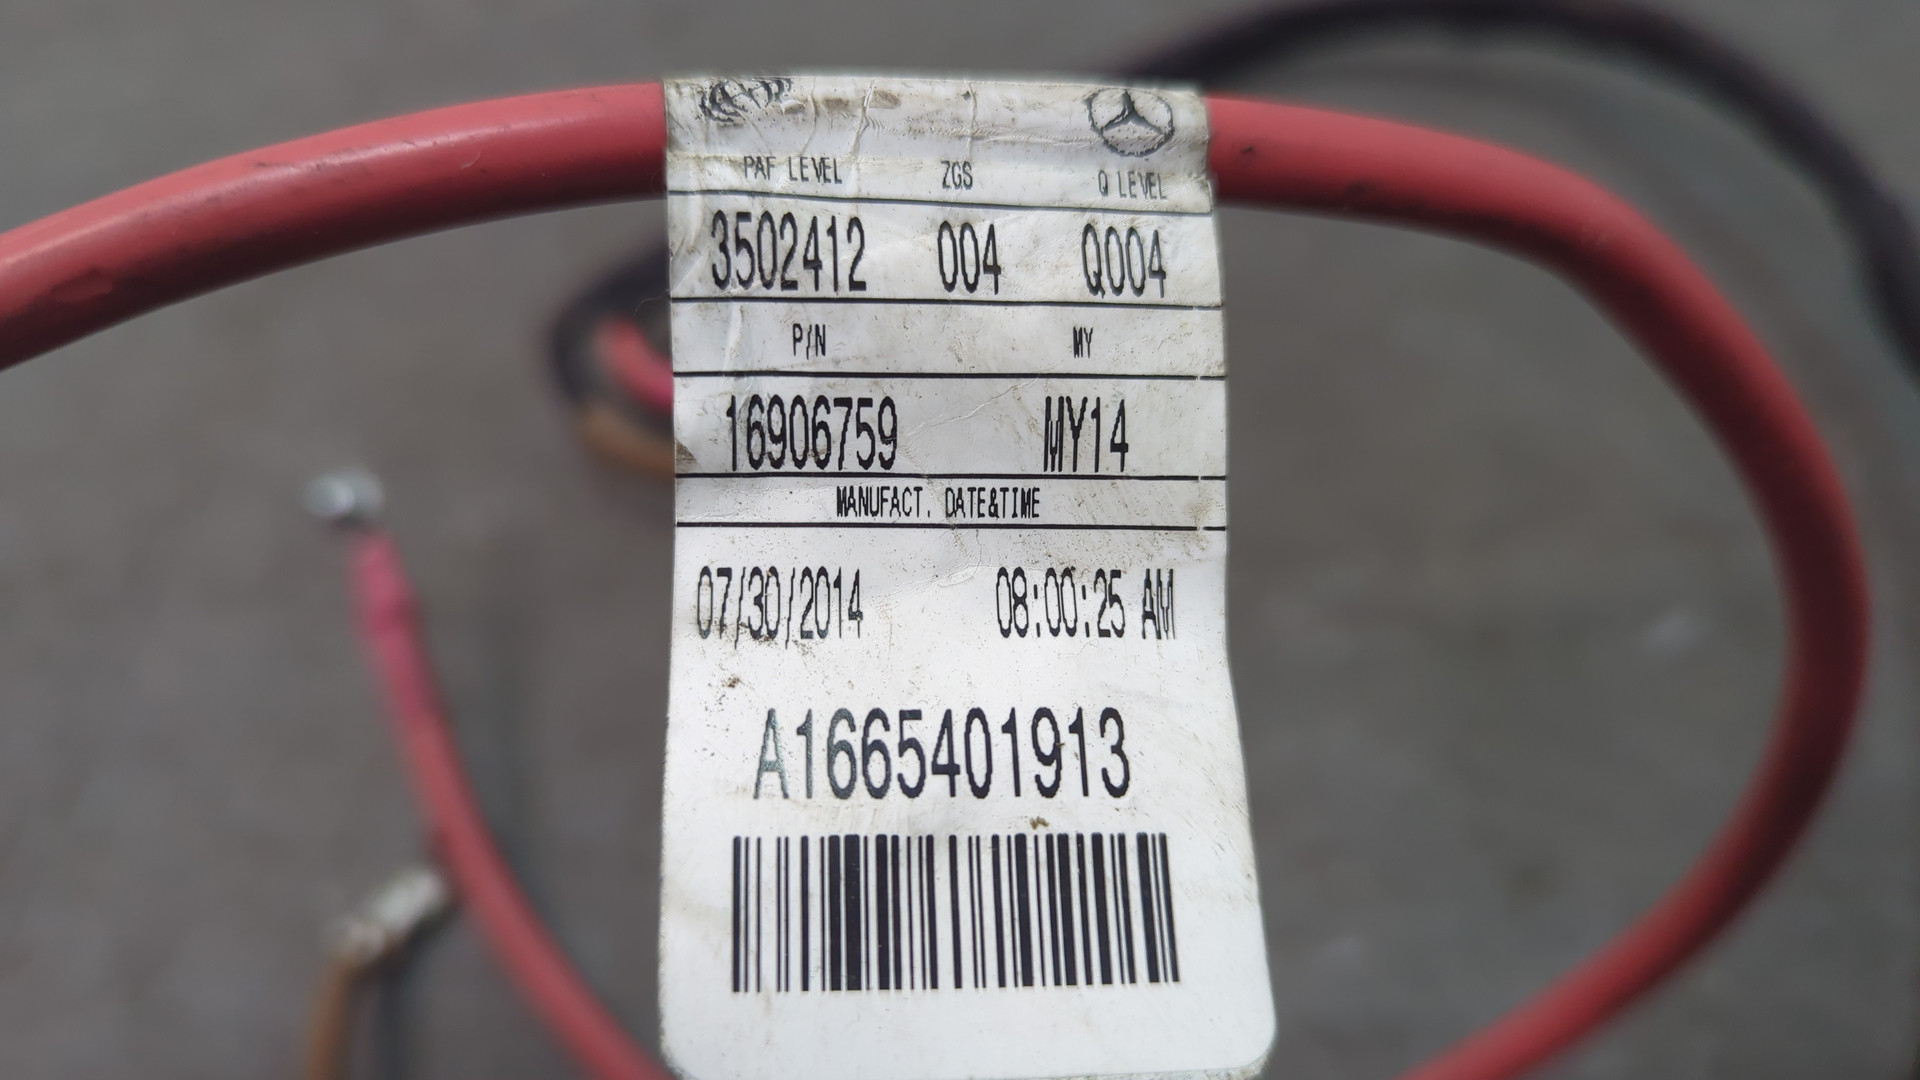 PAF LEVEL ZGS Q LEVEL
3502412 004 Q004
P/N MY
16906759 MY14
MANUFACT. DATE&TIME
07/30/2014 08:00:25 AM
A1665401913